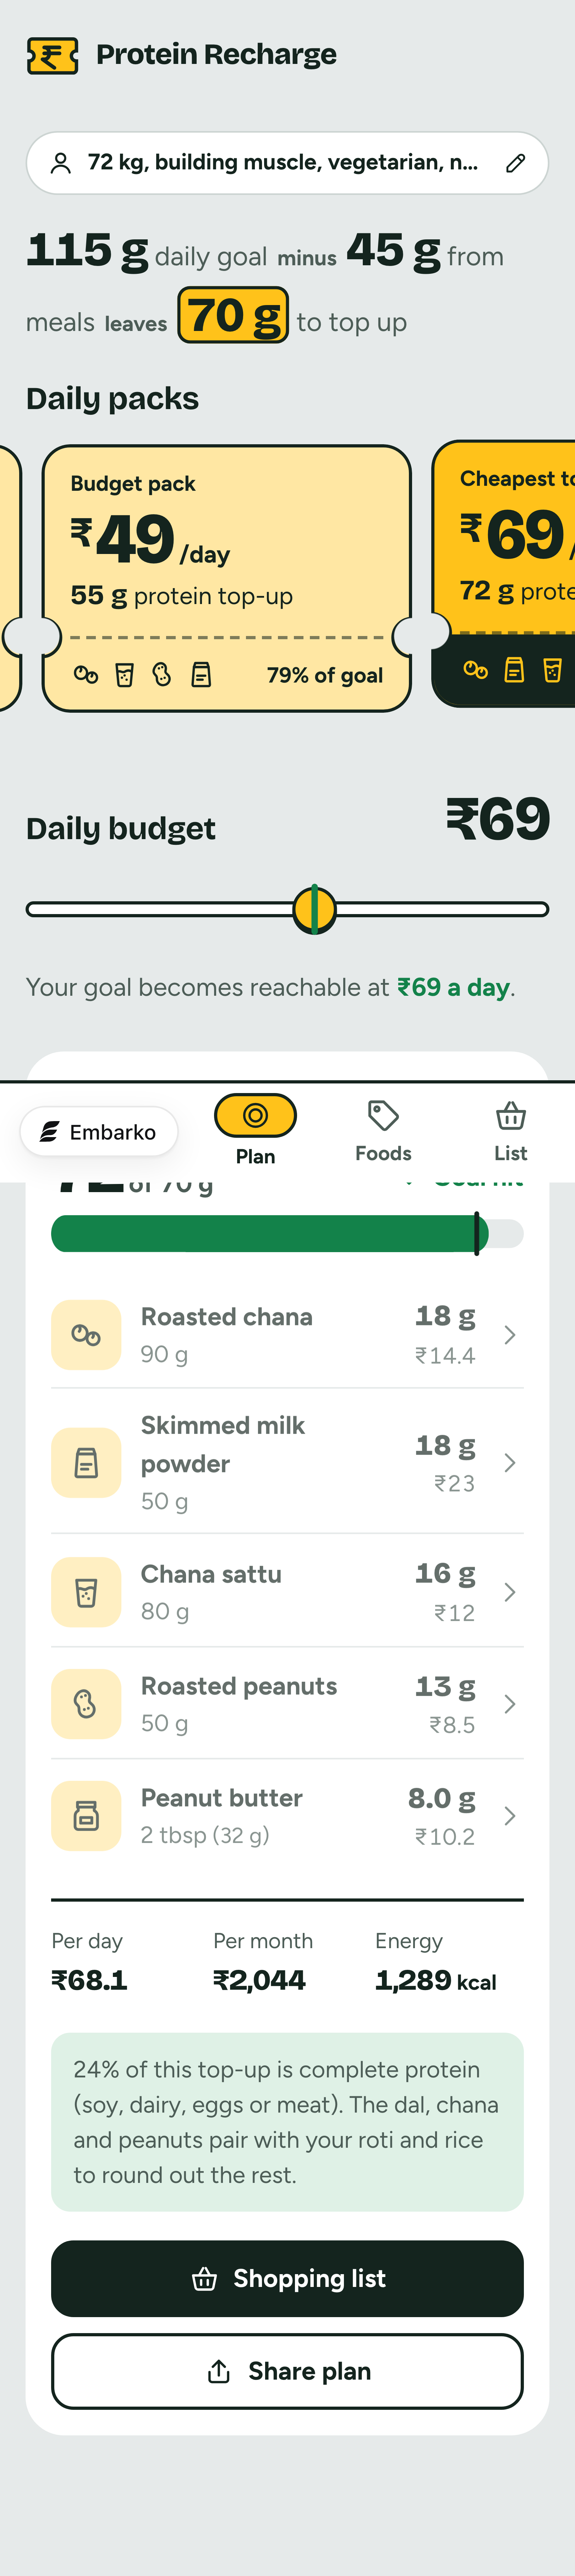 Protein Recharge
72 kg, building muscle, vegetarian, n...
115 g daily goal minus 45 g from
meals leaves 70 g to top up
Daily packs
Budget pack
₹49 /day
55 g protein top-up
79% of goal
Cheapest to
₹69/
72 g prote
Daily budget
₹69
Your goal becomes reachable at ₹69 a day.
Embarko
Plan
Foods
List
72 of 70 g
Goal hit
Roasted chana
90 g
18 g
₹14.4
Skimmed milk
powder
50 g
18 g
₹23
Chana sattu
80 g
16 g
₹12
Roasted peanuts
50 g
13 g
₹8.5
Peanut butter
2 tbsp (32 g)
8.0 g
₹10.2
Per day
₹68.1
Per month
₹2,044
Energy
1,289 kcal
24% of this top-up is complete protein
(soy, dairy, eggs or meat). The dal, chana
and peanuts pair with your roti and rice
to round out the rest.
Shopping list
Share plan